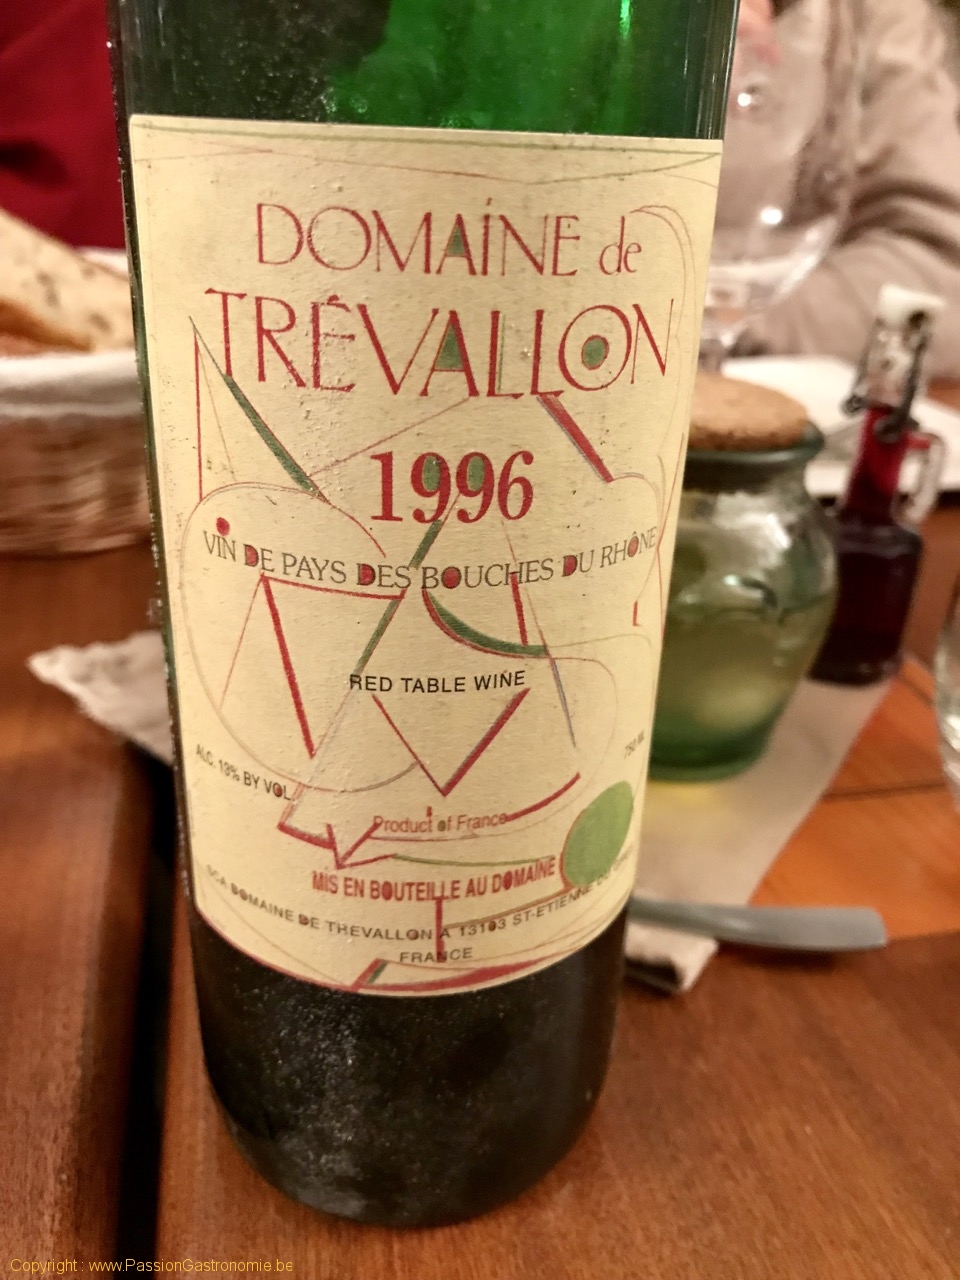 DOMAINE de
TRÉVALLON
1996
VIN DE PAYS DES BOUCHES DU RHÔNE
RED TABLE WINE
ALC. 13% BY VOL.
750 ML
Product of France
MIS EN BOUTEILLE AU DOMAINE
SCA DOMAINE DE TREVALLON A 13103 ST-ETIENNE DU GRES
FRANCE
Copyright : www.PassionGastronomie.be